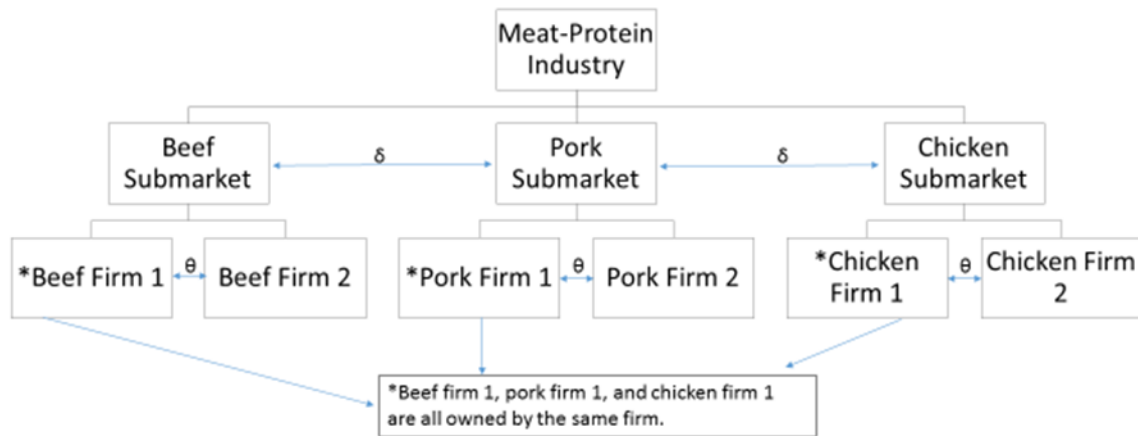 Meat-Protein
Industry
Beef
Submarket
δ
Pork
Submarket
δ
Chicken
Submarket
*Beef Firm 1
θ
Beef Firm 2
*Pork Firm 1
θ
Pork Firm 2
*Chicken
Firm 1
θ
Chicken Firm
2
*Beef firm 1, pork firm 1, and chicken firm 1
are all owned by the same firm.